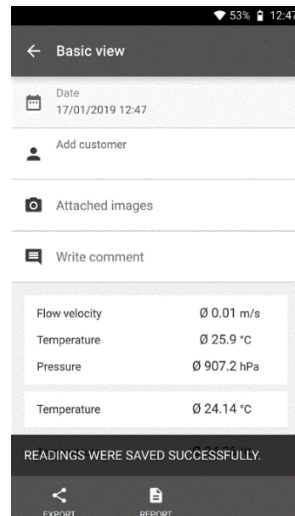 53% 12:47
Basic view
Date
17/01/2019 12:47
Add customer
Attached images
Write comment
Flow velocity Ø 0.01 m/s
Temperature Ø 25.9 °C
Pressure Ø 907.2 hPa
Temperature Ø 24.14 °C
READINGS WERE SAVED SUCCESSFULLY.
EXPORT REPORT